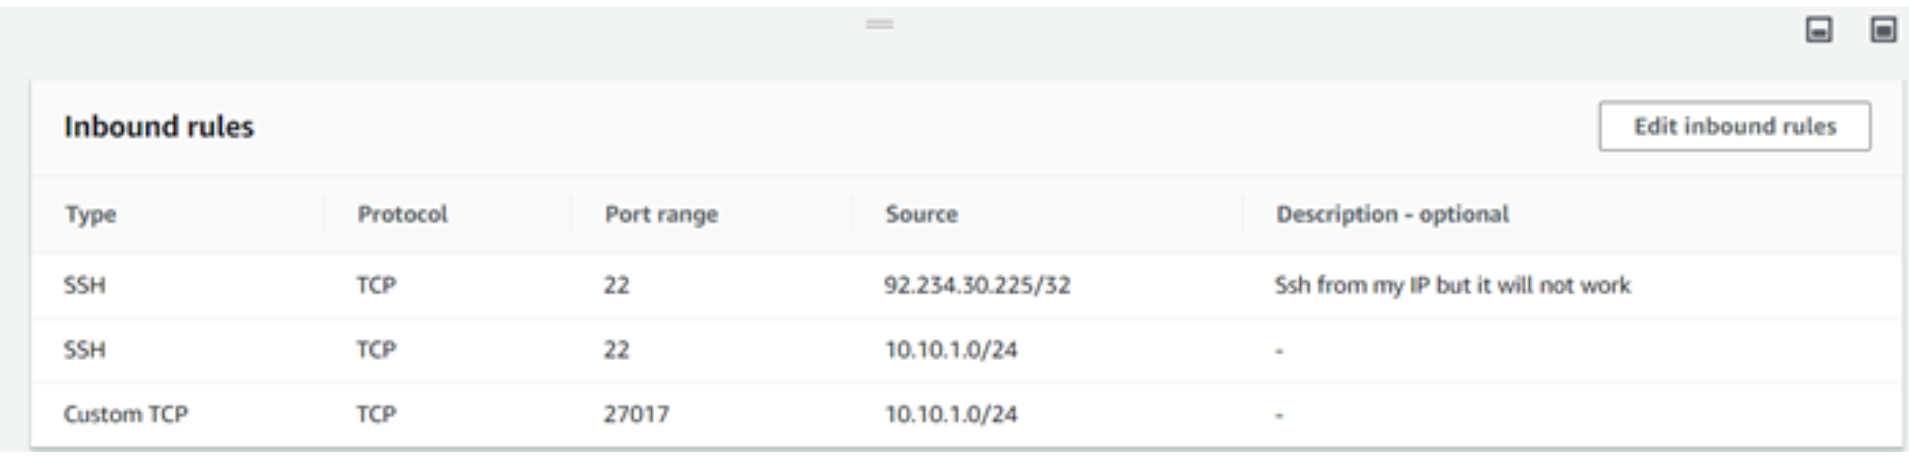 Inbound rules
Edit inbound rules
Type Protocol Port range Source Description - optional
SSH TCP 22 92.234.30.225/32 Ssh from my IP but it will not work
SSH TCP 22 10.10.1.0/24 -
Custom TCP TCP 27017 10.10.1.0/24 -